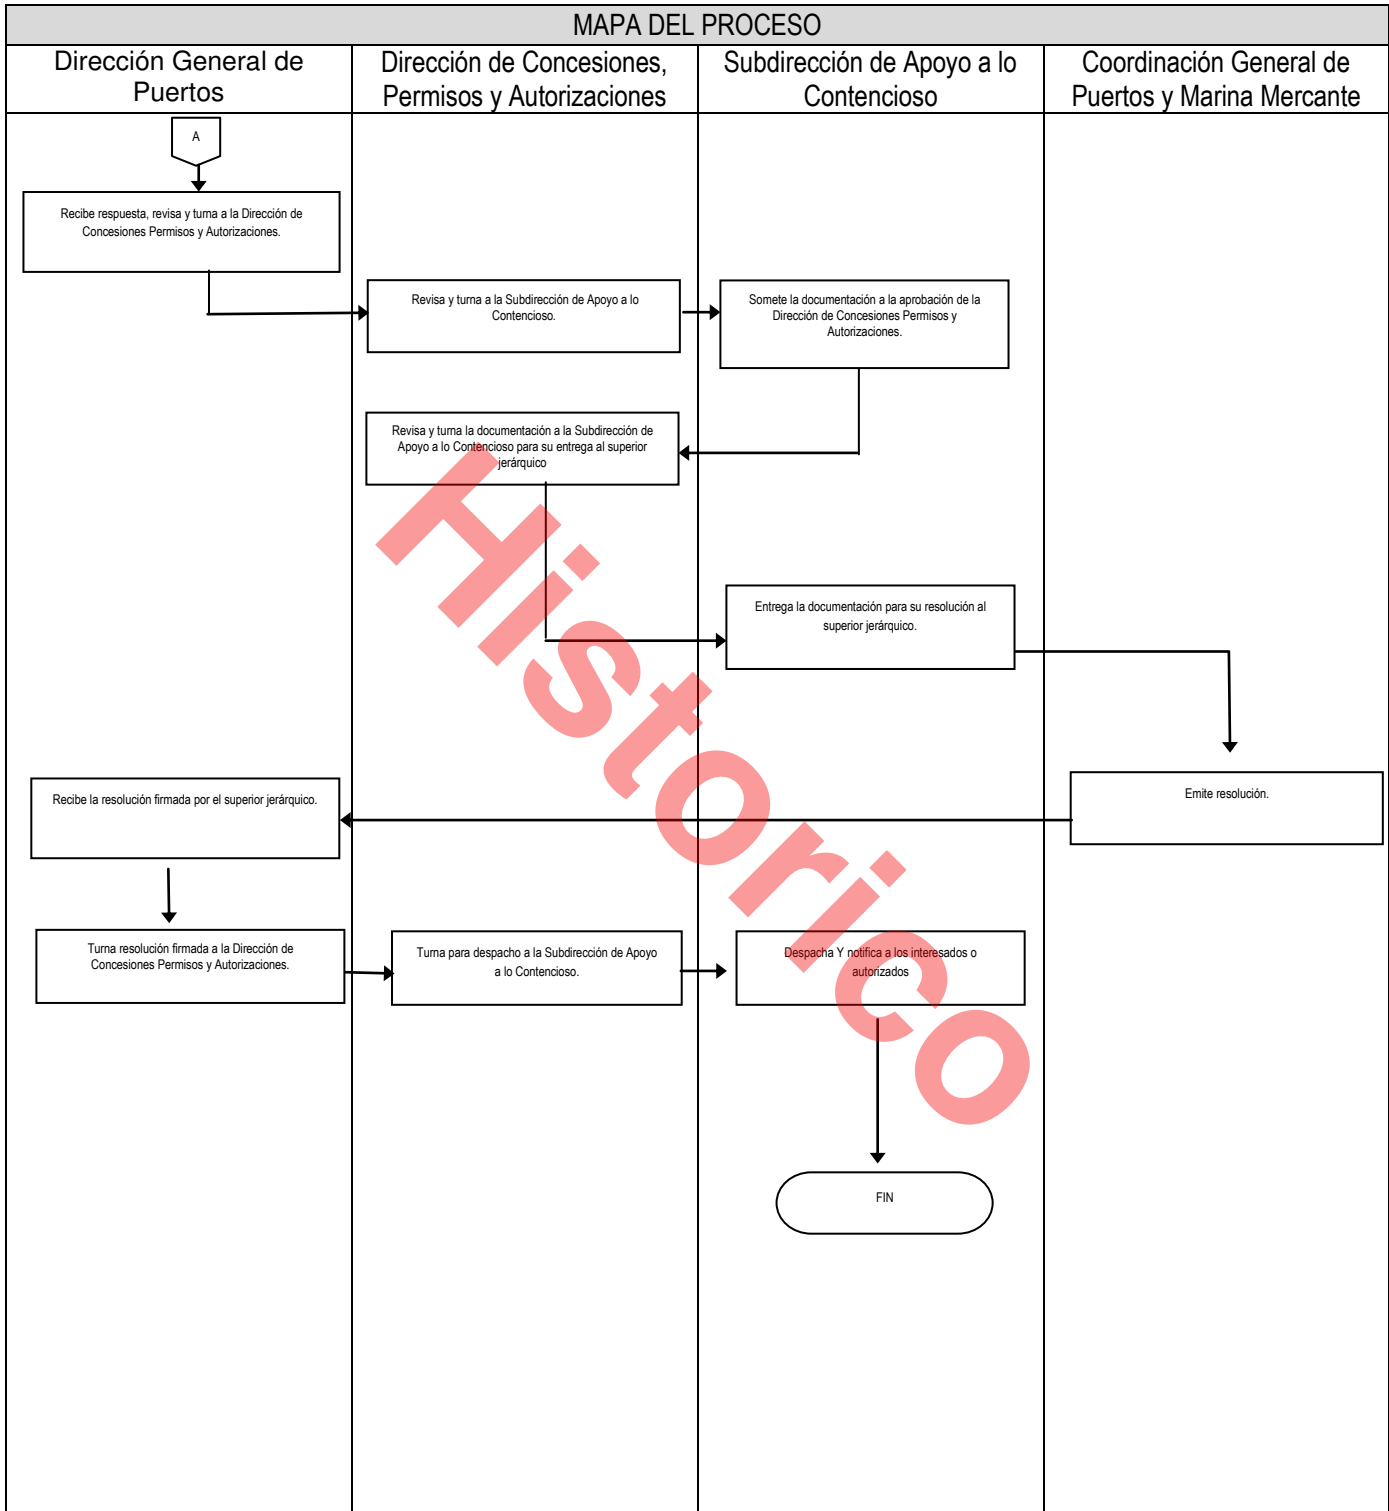 MAPA DEL PROCESO
Dirección General de
Puertos
Dirección de Concesiones,
Permisos y Autorizaciones
Subdirección de Apoyo a lo
Contencioso
Coordinación General de
Puertos y Marina Mercante
A
Recibe respuesta, revisa y turna a la Dirección de
Concesiones Permisos y Autorizaciones.
Revisa y turna a la Subdirección de Apoyo a lo
Contencioso.
Somete la documentación a la aprobación de la
Dirección de Concesiones Permisos y
Autorizaciones.
Revisa y turna la documentación a la Subdirección de
Apoyo a lo Contencioso para su entrega al superior
jerárquico
Entrega la documentación para su resolución al
superior jerárquico.
Emite resolución.
Recibe la resolución firmada por el superior jerárquico.
Turna resolución firmada a la Dirección de
Concesiones Permisos y Autorizaciones.
Turna para despacho a la Subdirección de Apoyo
a lo Contencioso.
Despacha Y notifica a los interesados o
autorizados
FIN
Historico